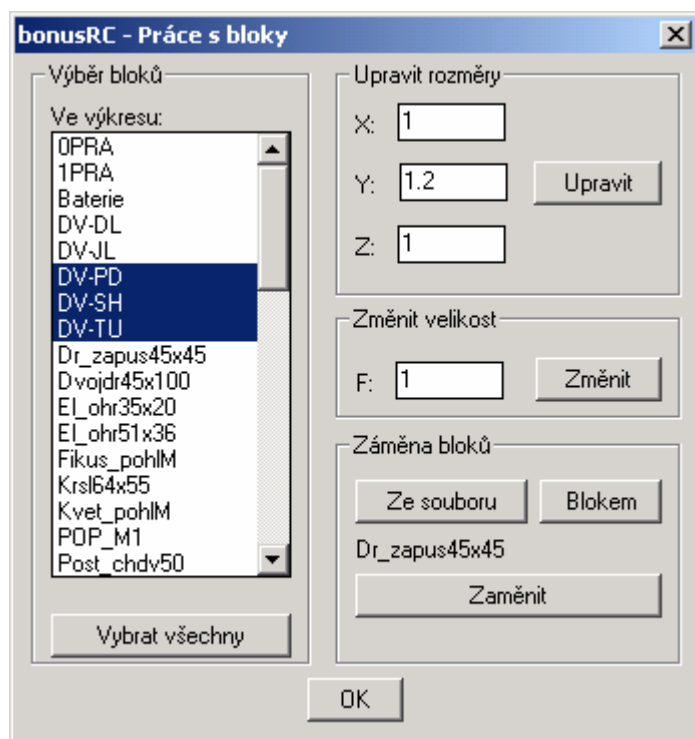 bonusRC - Práce s bloky
Výběr bloků
Ve výkresu:
0PRA
1PRA
Baterie
DV-DL
DV-JL
DV-PD
DV-SH
DV-TU
Dr_zapus45x45
Dvojdr45x100
El_ohr35x20
El_ohr51x36
Fikus_pohlM
Krsl64x55
Kvet_pohlM
POP_M1
Post_chdv50
Vybrat všechny
Upravit rozměry
X: 1
Y: 1.2 Upravit
Z: 1
Změnit velikost
F: 1 Změnit
Záměna bloků
Ze souboru Blokem
Dr_zapus45x45
Zaměnit
OK